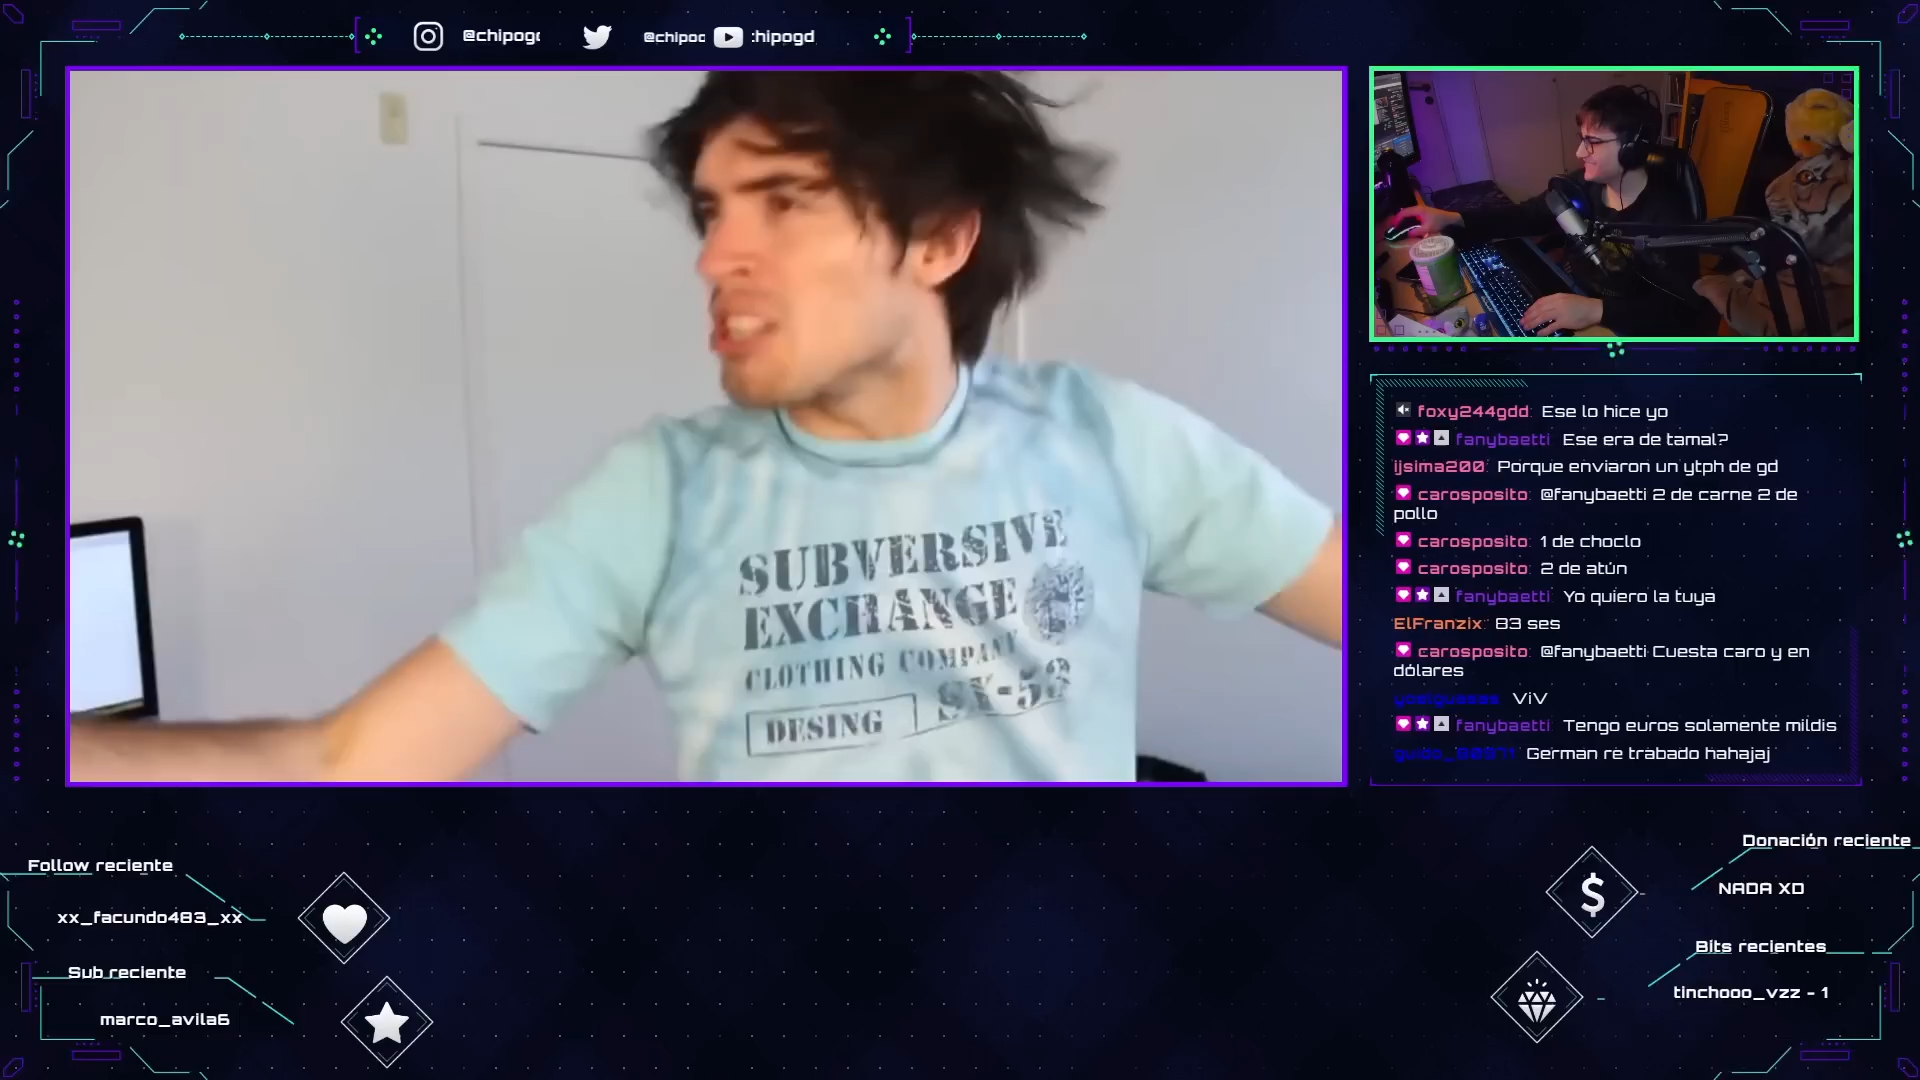 @chipog
@chipoc
:hipogd
SUBVERSIVE
EXCHANGE
CLOTHING COMPANY
DESING
SX-58
foxy244gdd: Ese lo hice yo
fanybaetti: Ese era de tamal?
ijsima200: Porque enviaron un ytph de gd
carosposito: @fanybaetti 2 de carne 2 de
pollo
carosposito: 1 de choclo
carosposito: 2 de atún
fanybaetti: Yo quiero la tuya
ElFranzix: 83 ses
carosposito: @fanybaetti Cuesta caro y en
dólares
ViV
fanybaetti: Tengo euros solamente mildis
German re trabado hahajaj
Follow reciente
xx_facundo483_xx
Sub reciente
marco_avila6
Donación reciente
NADA XD
Bits recientes
tinchooo_vzz - 1